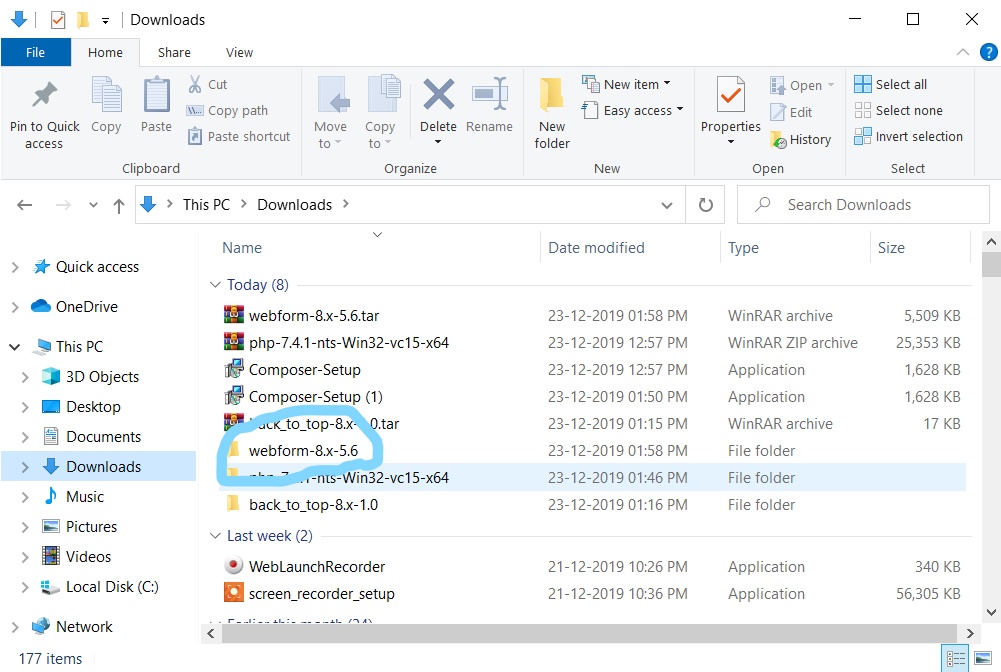 Downloads
File Home Share View
Pin to Quick access Copy Paste Cut Copy path Paste shortcut Move to Copy to Delete Rename New folder New item Easy access Properties Open Edit History Select all Select none Invert selection
Clipboard Organize New Open Select
This PC Downloads Search Downloads
Name Date modified Type Size
Quick access
OneDrive
This PC
3D Objects
Desktop
Documents
Downloads
Music
Pictures
Videos
Local Disk (C:)
Network
Today (8)
webform-8.x-5.6.tar 23-12-2019 01:58 PM WinRAR archive 5,509 KB
php-7.4.1-nts-Win32-vc15-x64 23-12-2019 12:57 PM WinRAR ZIP archive 25,353 KB
Composer-Setup 23-12-2019 12:57 PM Application 1,628 KB
Composer-Setup (1) 23-12-2019 01:50 PM Application 1,628 KB
back_to_top-8.x-1.0.tar 23-12-2019 01:15 PM WinRAR archive 17 KB
webform-8.x-5.6 23-12-2019 01:58 PM File folder
php-7.4.1-nts-Win32-vc15-x64 23-12-2019 01:46 PM File folder
back_to_top-8.x-1.0 23-12-2019 01:16 PM File folder
Last week (2)
WebLaunchRecorder 21-12-2019 10:26 PM Application 340 KB
screen_recorder_setup 21-12-2019 10:36 PM Application 56,305 KB
Earlier this month (24)
177 items